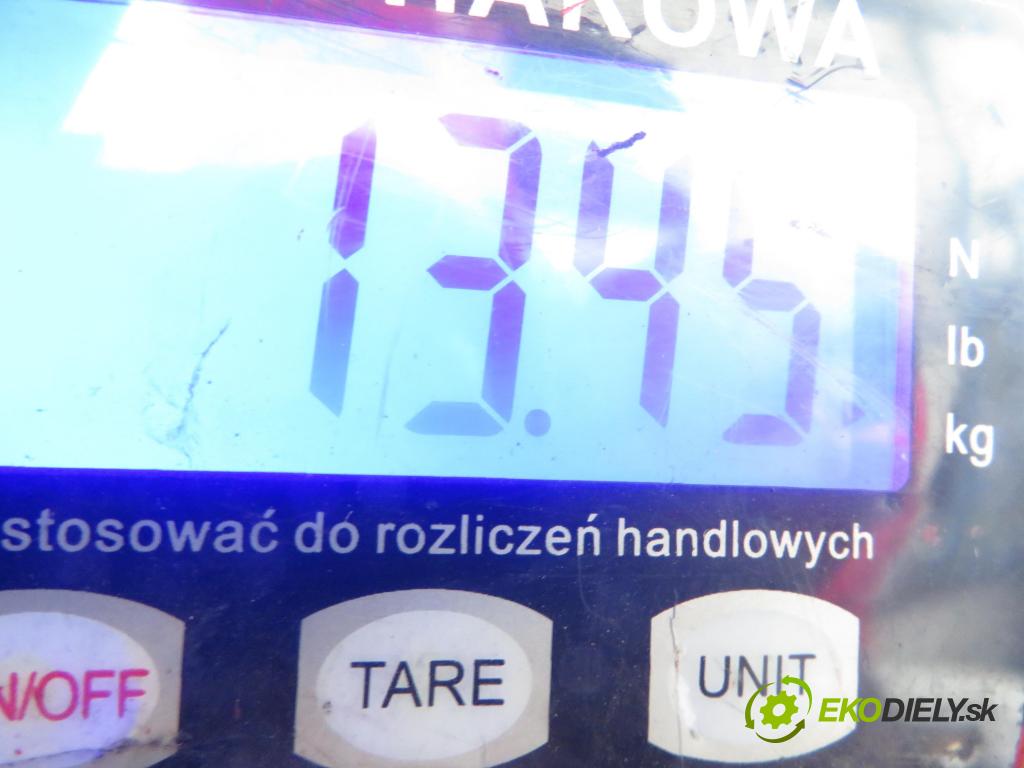 HAKOWA
13.45
N
lb
kg
stosować do rozliczeń handlowych
N/OFF
TARE
UNIT
EKODIELY.sk